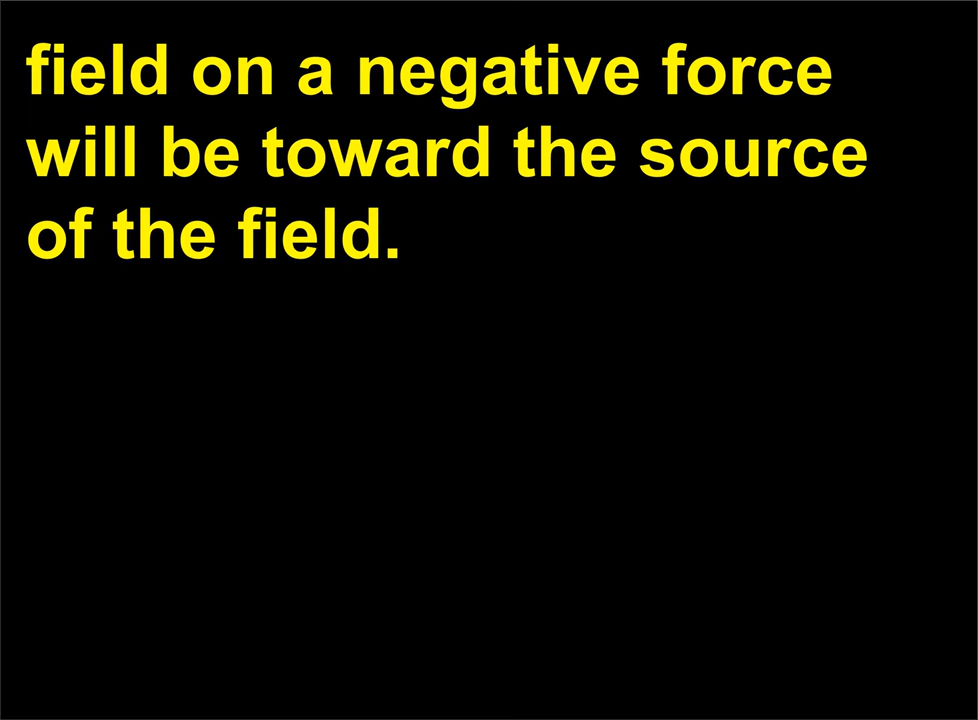 field on a negative force
will be toward the source
of the field.